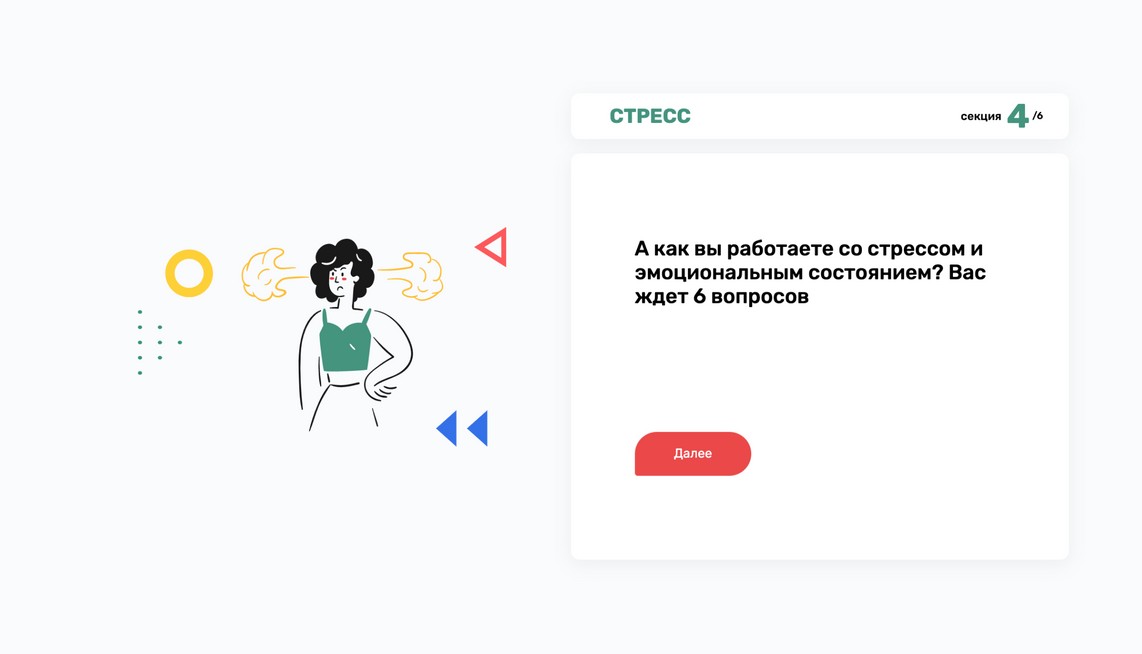 СТРЕСС
секция 4 /6
А как вы работаете со стрессом и
эмоциональным состоянием? Вас
ждет 6 вопросов
Далее